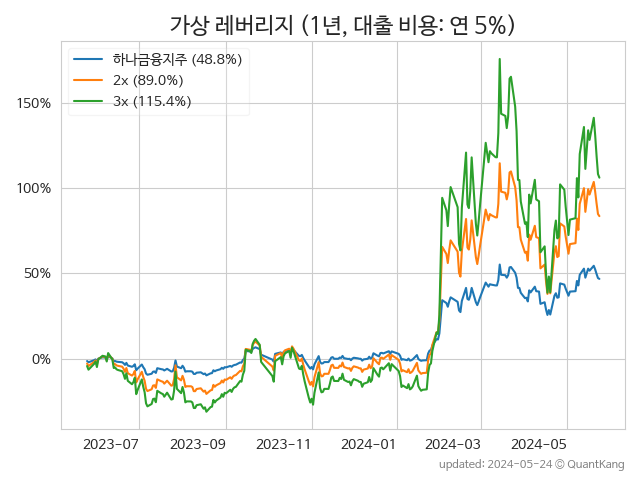 가상 레버리지 (1년, 대출 비용: 연 5%)
하나금융지주 (48.8%)
2x (89.0%)
3x (115.4%)
150%
100%
50%
0%
2023-07 2023-09 2023-11 2024-01 2024-03 2024-05
updated: 2024-05-24 © QuantKang